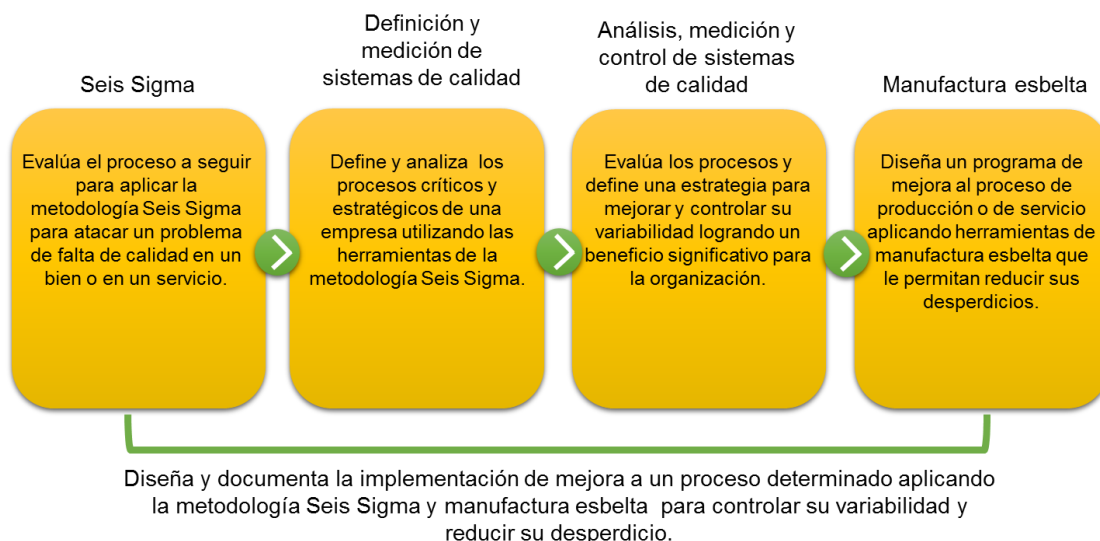 Seis Sigma
Evalúa el proceso a seguir
para aplicar la
metodología Seis Sigma
para atacar un problema
de falta de calidad en un
bien o en un servicio.
Definición y
medición de
sistemas de calidad
Define y analiza los
procesos críticos y
estratégicos de una
empresa utilizando las
herramientas de la
metodología Seis Sigma.
Análisis, medición y
control de sistemas
de calidad
Evalúa los procesos y
define una estrategia para
mejorar y controlar su
variabilidad logrando un
beneficio significativo para
la organización.
Manufactura esbelta
Diseña un programa de
mejora al proceso de
producción o de servicio
aplicando herramientas de
manufactura esbelta que
le permitan reducir sus
desperdicios.
Diseña y documenta la implementación de mejora a un proceso determinado aplicando
la metodología Seis Sigma y manufactura esbelta para controlar su variabilidad y
reducir su desperdicio.